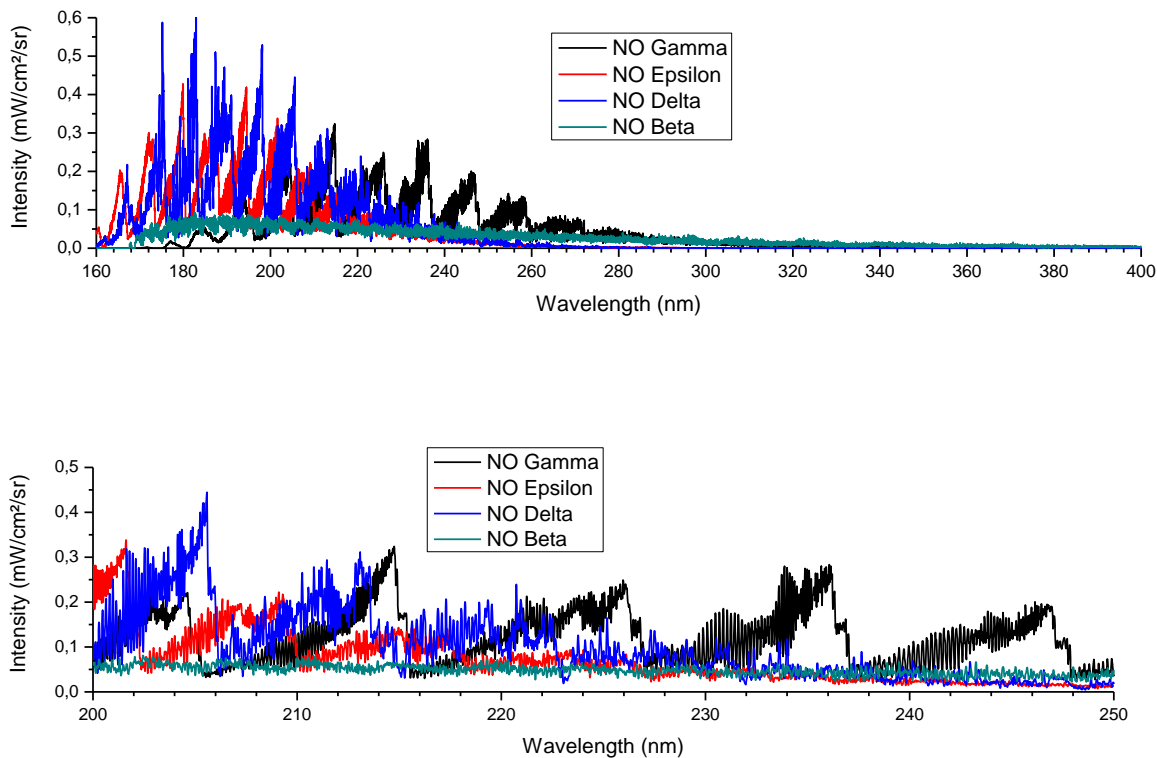 0,6
0,5
0,4
0,3
0,2
0,1
0,0
Intensity (mW/cm²/sr)
NO Gamma
NO Epsilon
NO Delta
NO Beta
160 180 200 220 240 260 280 300 320 340 360 380 400
Wavelength (nm)
0,5
0,4
0,3
0,2
0,1
0,0
Intensity (mW/cm²/sr)
NO Gamma
NO Epsilon
NO Delta
NO Beta
200 210 220 230 240 250
Wavelength (nm)